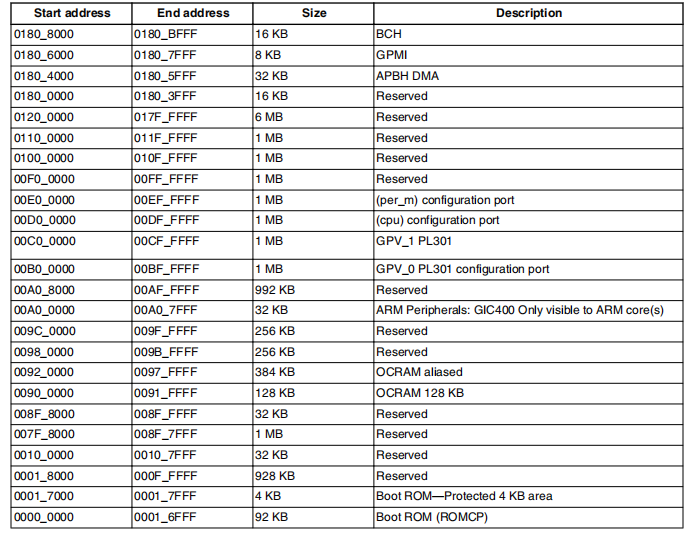 Start address End address Size Description
0180_8000 0180_BFFF 16 KB BCH
0180_6000 0180_7FFF 8 KB GPMI
0180_4000 0180_5FFF 32 KB APBH DMA
0180_0000 0180_3FFF 16 KB Reserved
0120_0000 017F_FFFF 6 MB Reserved
0110_0000 011F_FFFF 1 MB Reserved
0100_0000 010F_FFFF 1 MB Reserved
00F0_0000 00FF_FFFF 1 MB Reserved
00E0_0000 00EF_FFFF 1 MB (per_m) configuration port
00D0_0000 00DF_FFFF 1 MB (cpu) configuration port
00C0_0000 00CF_FFFF 1 MB GPV_1 PL301
00B0_0000 00BF_FFFF 1 MB GPV_0 PL301 configuration port
00A0_8000 00AF_FFFF 992 KB Reserved
00A0_0000 00A0_7FFF 32 KB ARM Peripherals: GIC400 Only visible to ARM core(s)
009C_0000 009F_FFFF 256 KB Reserved
0098_0000 009B_FFFF 256 KB Reserved
0092_0000 0097_FFFF 384 KB OCRAM aliased
0090_0000 0091_FFFF 128 KB OCRAM 128 KB
008F_8000 008F_FFFF 32 KB Reserved
007F_8000 008F_7FFF 1 MB Reserved
0010_0000 0010_7FFF 32 KB Reserved
0001_8000 000F_FFFF 928 KB Reserved
0001_7000 0001_7FFF 4 KB Boot ROM—Protected 4 KB area
0000_0000 0001_6FFF 92 KB Boot ROM (ROMCP)